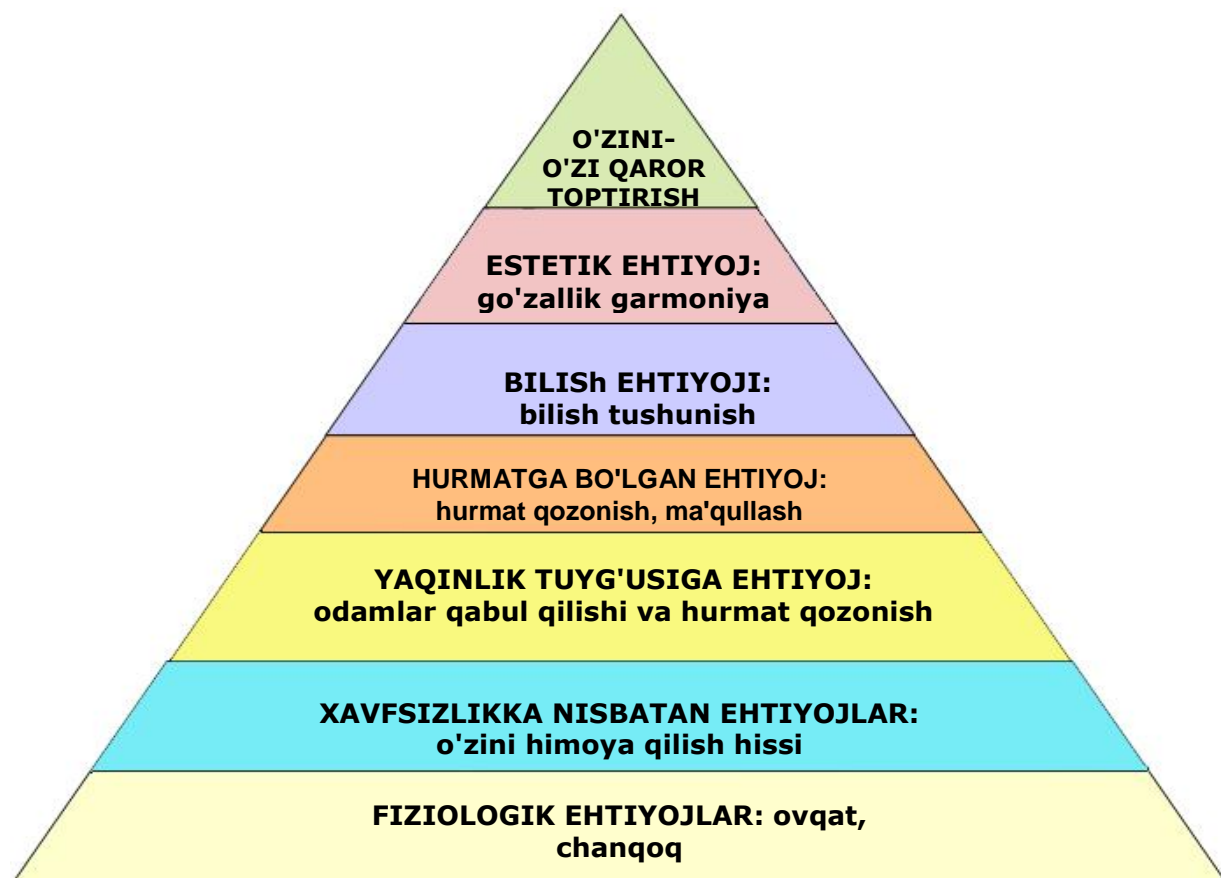 O'ZINI-
O'ZI QAROR
TOPTIRISH
ESTETIK EHTIYOJ:
go'zallik garmoniya
BILISh EHTIYOJI:
bilish tushunish
HURMATGA BO'LGAN EHTIYOJ:
hurmat qozonish, ma'qullash
YAQINLIK TUYG'USIGA EHTIYOJ:
odamlar qabul qilishi va hurmat qozonish
XAVFSIZLIKKA NISBATAN EHTIYOJLAR:
o'zini himoya qilish hissi
FIZIOLOGIK EHTIYOJLAR: ovqat,
chanqoq